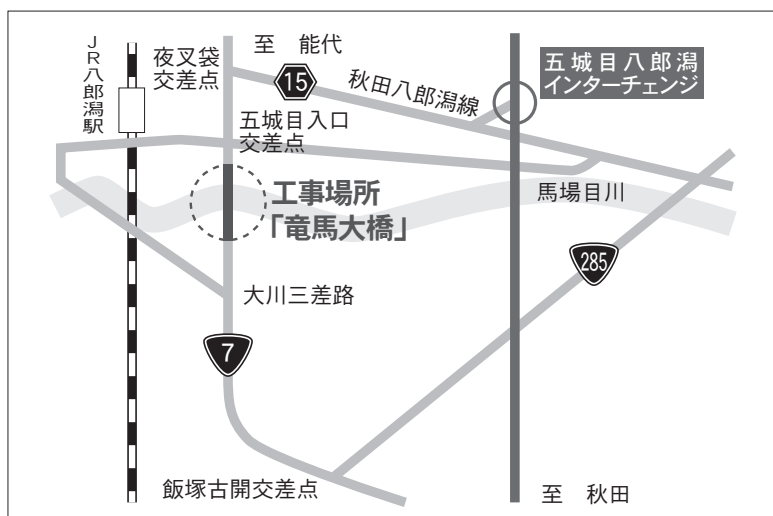 JR八郎潟駅
夜叉袋
交差点
至 能代
15
秋田八郎潟線
五城目八郎潟
インターチェンジ
五城目入口
交差点
工事場所
「竜馬大橋」
馬場目川
285
大川三差路
7
飯塚古開交差点
至 秋田